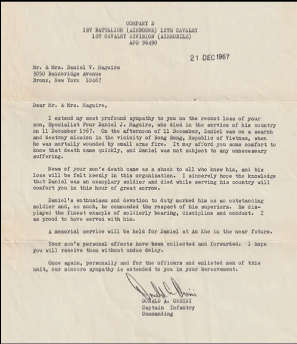 COMPANY D
1ST BATTALION (AIRBORNE) 12TH CAVALRY
1ST CAVALRY DIVISION (AIRMOBILE)
APO 96490
21 DEC 1967
Mr. & Mrs. Daniel V. Maguire
3050 Bainbridge Avenue
Bronx, New York 10467
Dear Mr. & Mrs. Maguire,
I extend my most profound sympathy to you on the recent loss of your
son, Specialist Four Daniel J. Maguire, who died in the service of his country
on 11 December 1967. On the afternoon of 11 December, Daniel was on a search
and destroy mission in the vicinity of Bong Song, Republic of Vietnam, when
he was mortally wounded by small arms fire. It may afford you some comfort to
know that death came quickly, and Daniel was not subject to any unnecessary
suffering.
News of your son's death came as a shock to all who knew him, and his
loss will be felt keenly in this organization. I sincerely hope the knowledge
that Daniel was an exemplary soldier and died while serving his country will
comfort you in this hour of great sorrow.
Daniel's enthusiasm and devotion to duty marked him as an outstanding
soldier and, as such, he commanded the respect of his superiors. He dis-
played the finest example of soldierly bearing, discipline and conduct. I
am proud to have served with him.
A memorial service will be held for Daniel at An Khe in the near future.
Your son's personal effects have been collected and forwarded. I hope
you will receive them without undue delay.
Once again, personally and for the officers and enlisted men of this
unit, our sincere sympathy is extended to you in your bereavement.
DONALD A. ORSINI
Captain Infantry
Commanding